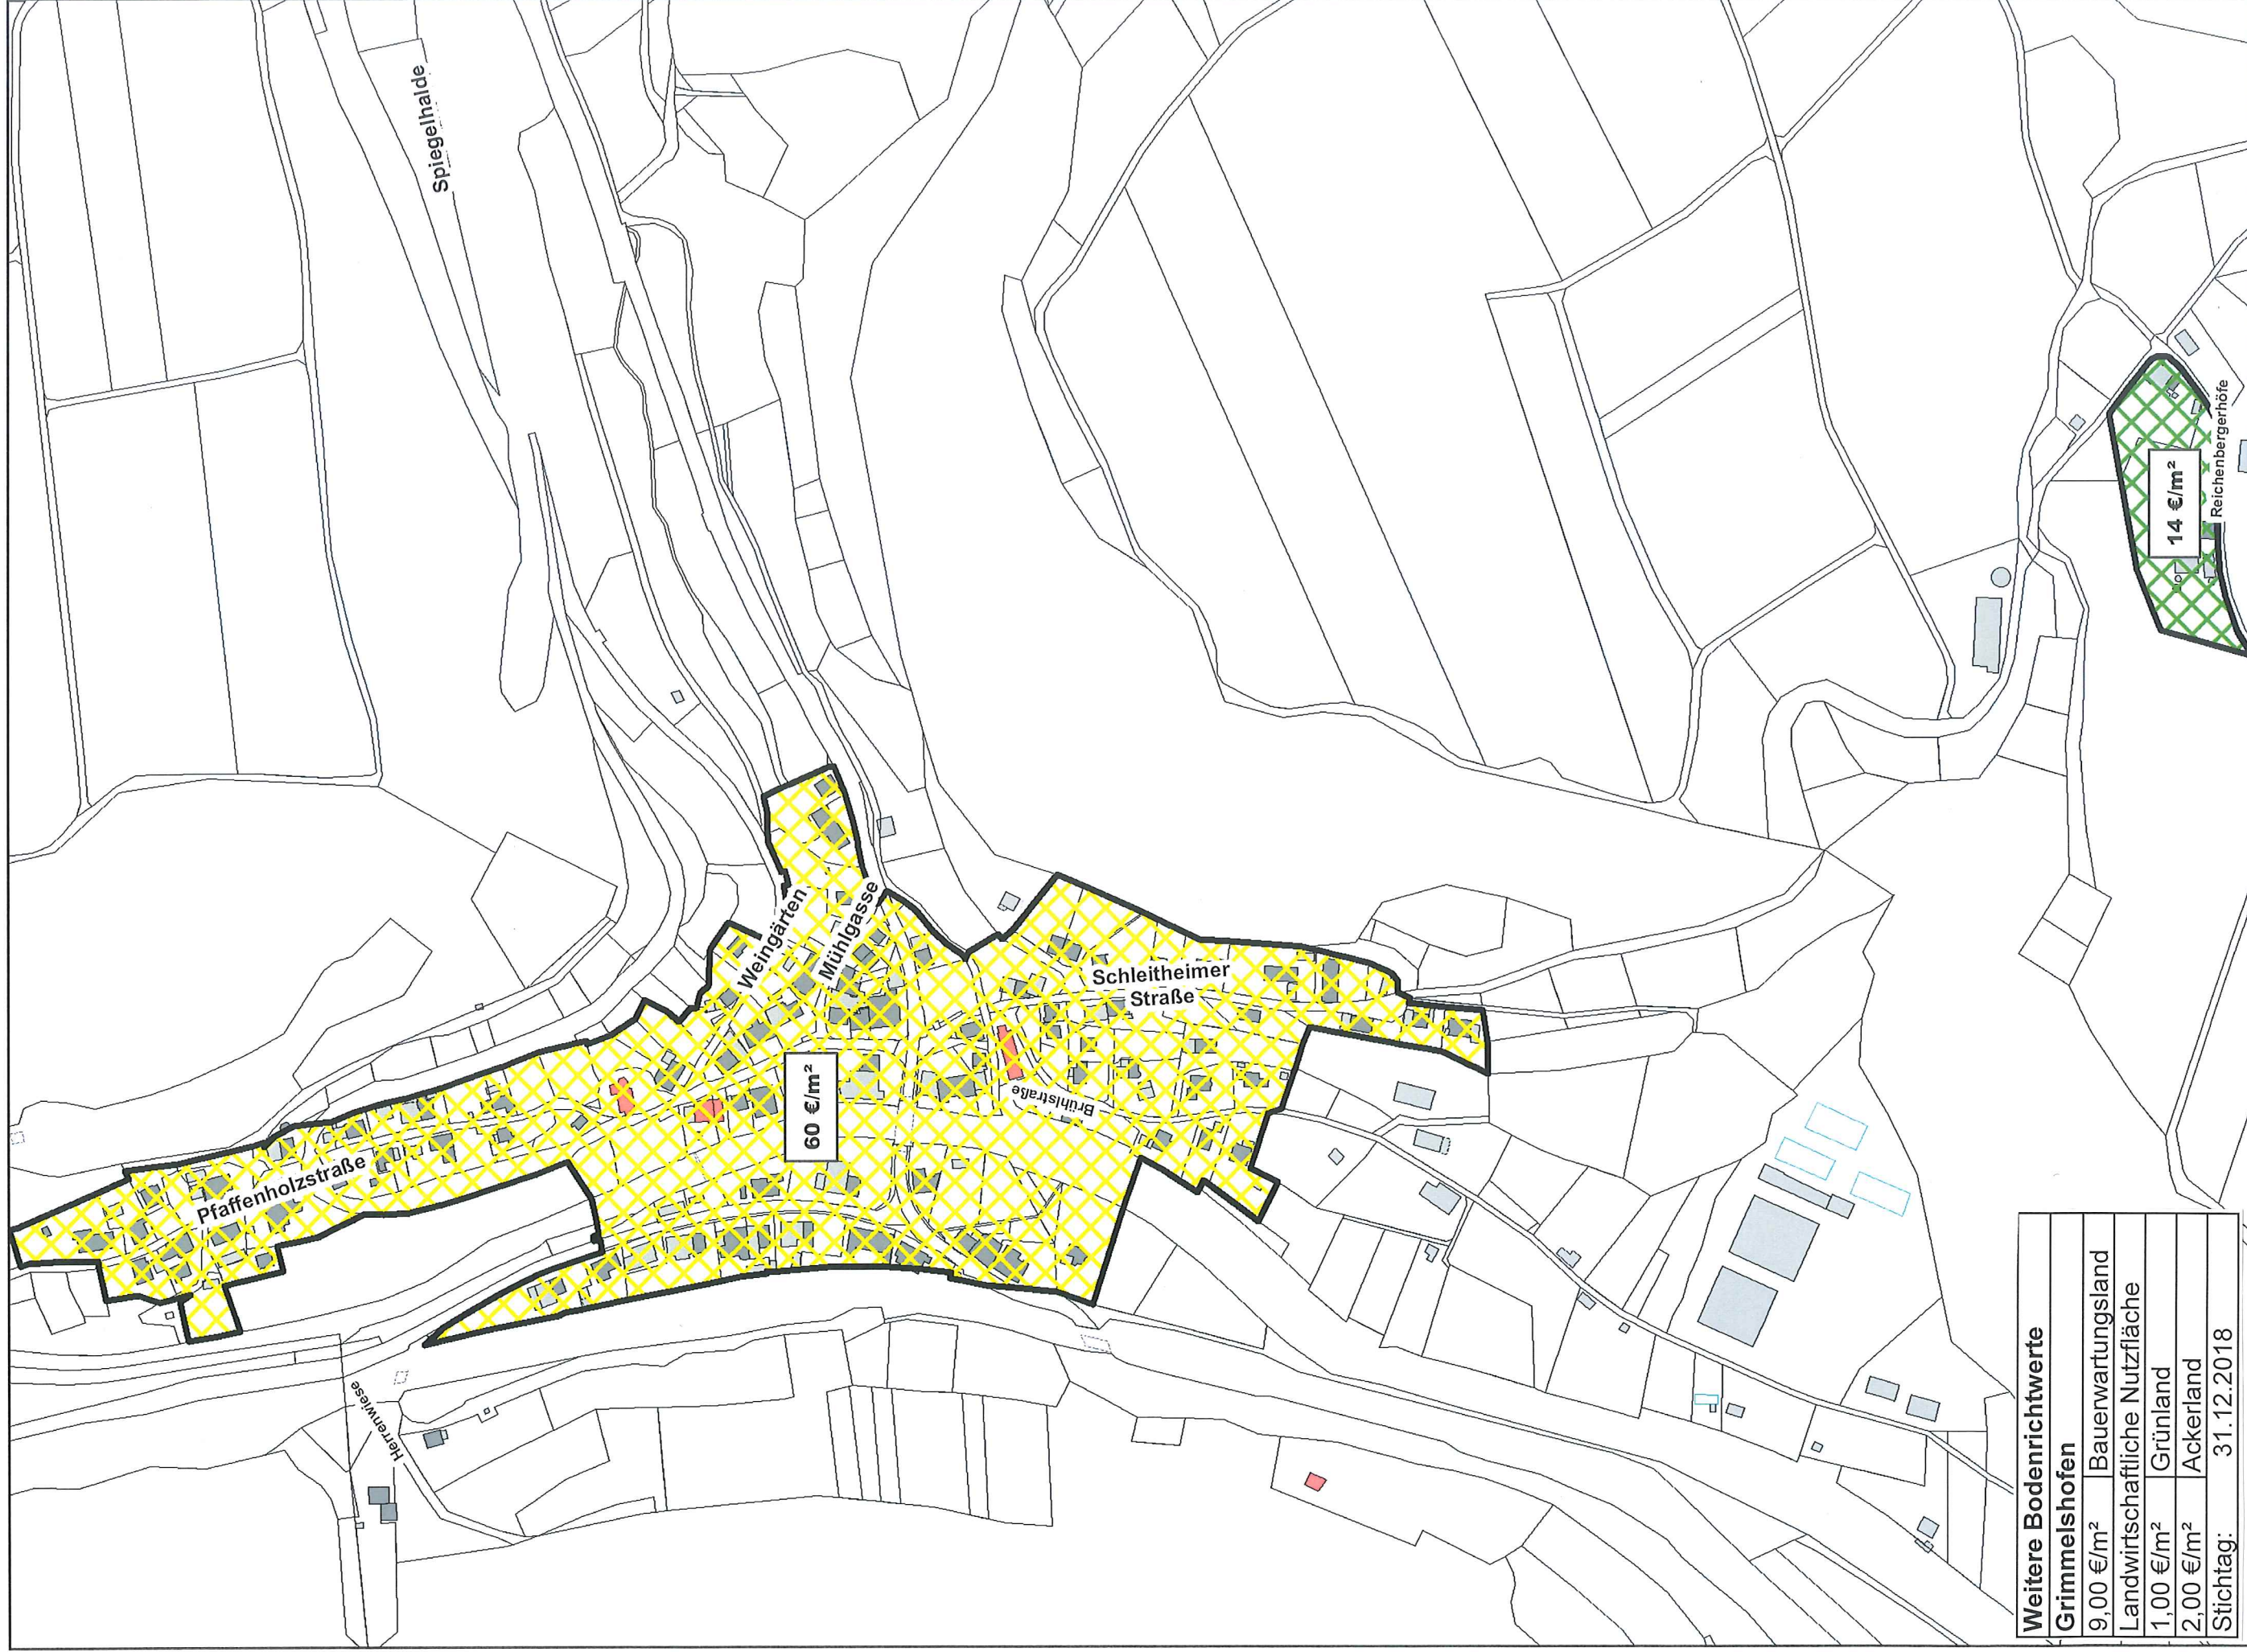 Spiegelhalde
Pfaffenholzstraße
Weingärten
Mühlgasse
Schleitheimer
Straße
60 €/m²
Brühlstraße
Herrenwiese
14 €/m²
Reichenbergerhöfe
Weitere Bodenrichtwerte
Grimmelshofen
9,00 €/m² Bauerwartungsland
Landwirtschaftliche Nutzfläche
1,00 €/m² Grünland
2,00 €/m² Ackerland
Stichtag: 31.12.2018